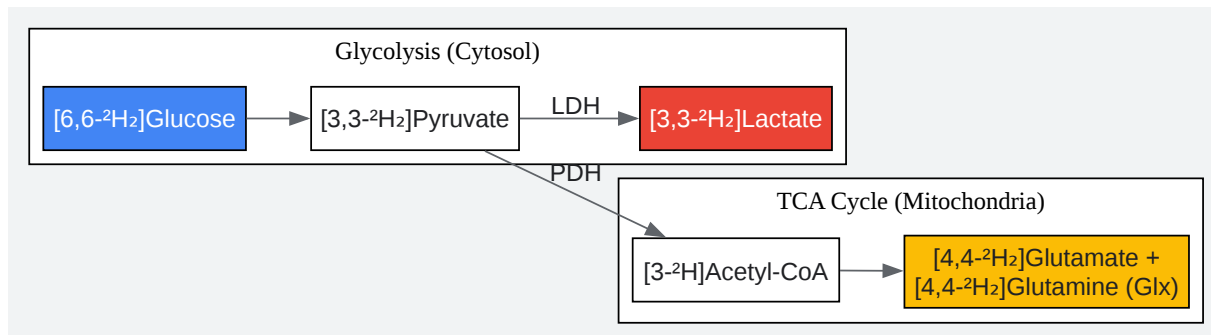 Glycolysis (Cytosol)
[6,6-²H₂]Glucose
[3,3-²H₂]Pyruvate
LDH
[3,3-²H₂]Lactate
PDH
TCA Cycle (Mitochondria)
[3-²H]Acetyl-CoA
[4,4-²H₂]Glutamate +
[4,4-²H₂]Glutamine (Glx)